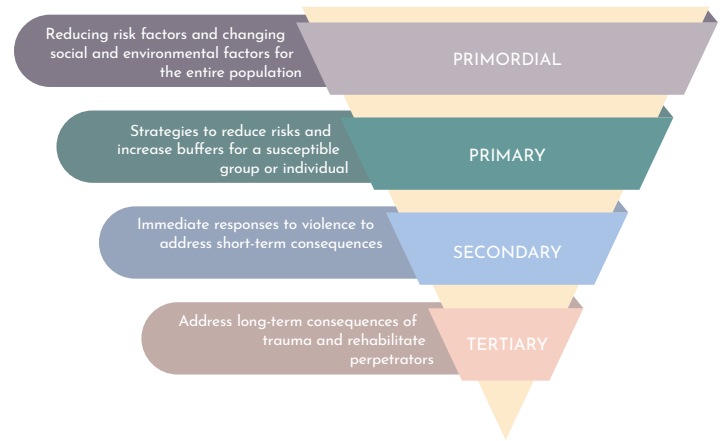 Reducing risk factors and changing
social and environmental factors for
the entire population
PRIMORDIAL
Strategies to reduce risks and
increase buffers for a susceptible
group or individual
PRIMARY
Immediate responses to violence to
address short-term consequences
SECONDARY
Address long-term consequences of
trauma and rehabilitate
perpetrators
TERTIARY